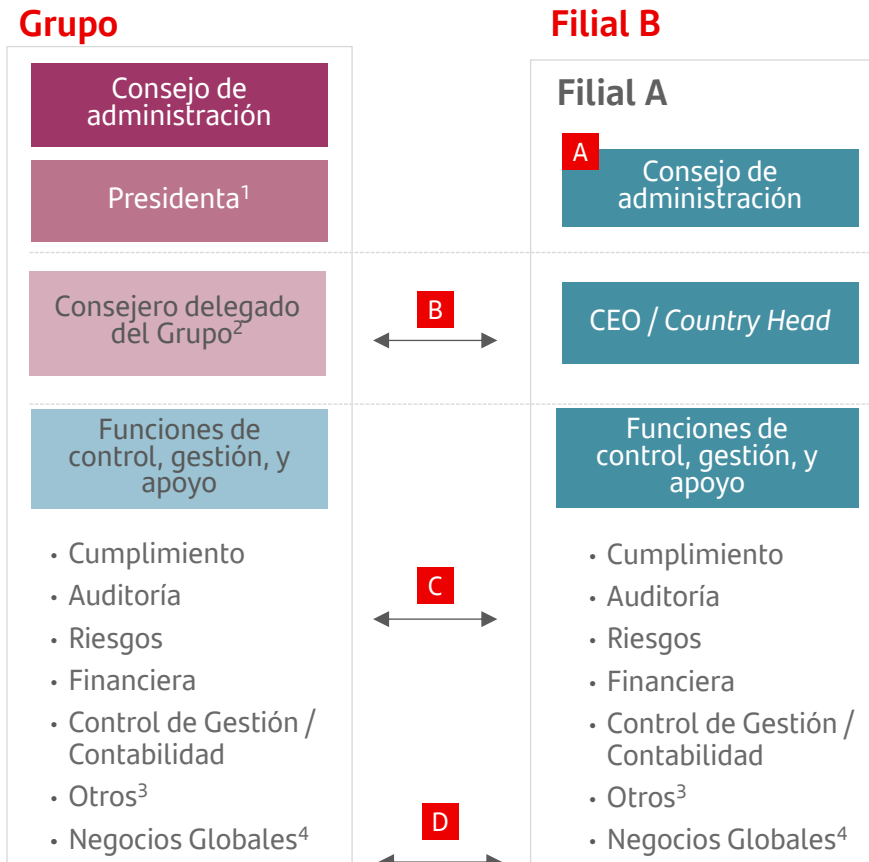 Grupo
Consejo de
administración
Presidenta¹
Consejero delegado
del Grupo²
Funciones de
control, gestión, y
apoyo
• Cumplimiento
• Auditoría
• Riesgos
• Financiera
• Control de Gestión /
Contabilidad
• Otros³
• Negocios Globales⁴
B
C
D
Filial B
Filial A
A
Consejo de
administración
CEO / Country Head
Funciones de
control, gestión, y
apoyo
• Cumplimiento
• Auditoría
• Riesgos
• Financiera
• Control de Gestión /
Contabilidad
• Otros³
• Negocios Globales⁴